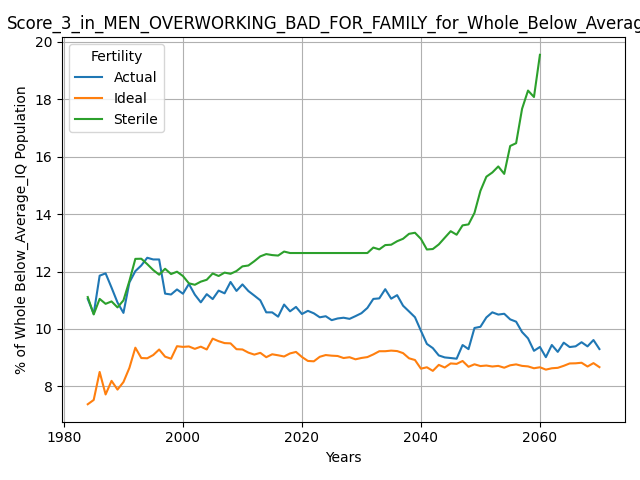 Score_3_in_MEN_OVERWORKING_BAD_FOR_FAMILY_for_Whole_Below_Averag
Fertility
Actual
Ideal
Sterile
% of Whole Below_Average_IQ Population
20
18
16
14
12
10
8
1980
2000
2020
2040
2060
Years